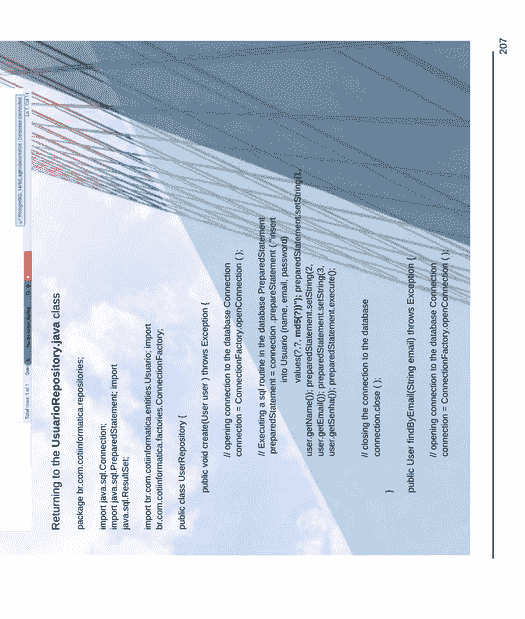 207
Returning to the UsuarioRepository.java class
package br.com.cotiinformatica.repositories;
import java.sql.Connection;
import java.sql.PreparedStatement; import
java.sql.ResultSet;
import br.com.cotiinformatica.entities.Usuario; import
br.com.cotiinformatica.factories.ConnectionFactory;
public class UserRepository {
public void create(User user ) throws Exception {
// opening connection to the database Connection
connection = ConnectionFactory.openConnection ( );
// Executing a sql routine in the database PreparedStatement
preparedStatement = connection .prepareStatement ( "insert
into Usuario (name, email, password)
values(?,?, md5(?))"); preparedStatement.setString(1,
user.getName()); preparedStatement.setString(2,
user.getEmail()); preparedStatement.setString(3,
user.getSenha()); preparedStatement.execute();
// closing the connection to the database
connection.close ( );
}
public User findByEmail(String email) throws Exception {
// opening connection to the database Connection
connection = ConnectionFactory.openConnection ( );